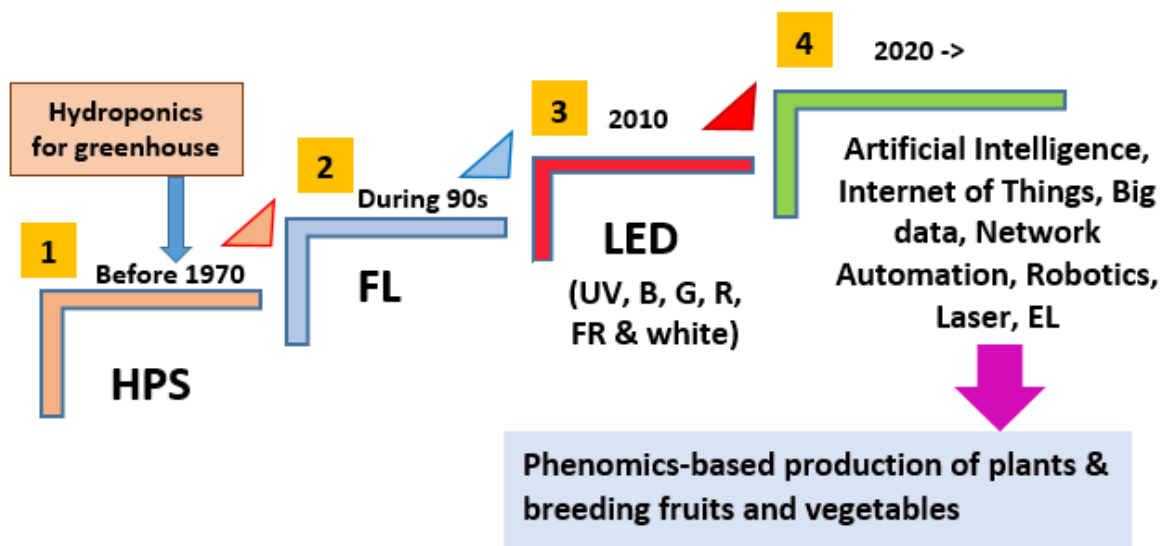 Hydroponics
for greenhouse
1
Before 1970
HPS
2
During 90s
FL
3
2010
LED
(UV, B, G, R,
FR & white)
4
2020 ->
Artificial Intelligence,
Internet of Things, Big
data, Network
Automation, Robotics,
Laser, EL
Phenomics-based production of plants &
breeding fruits and vegetables